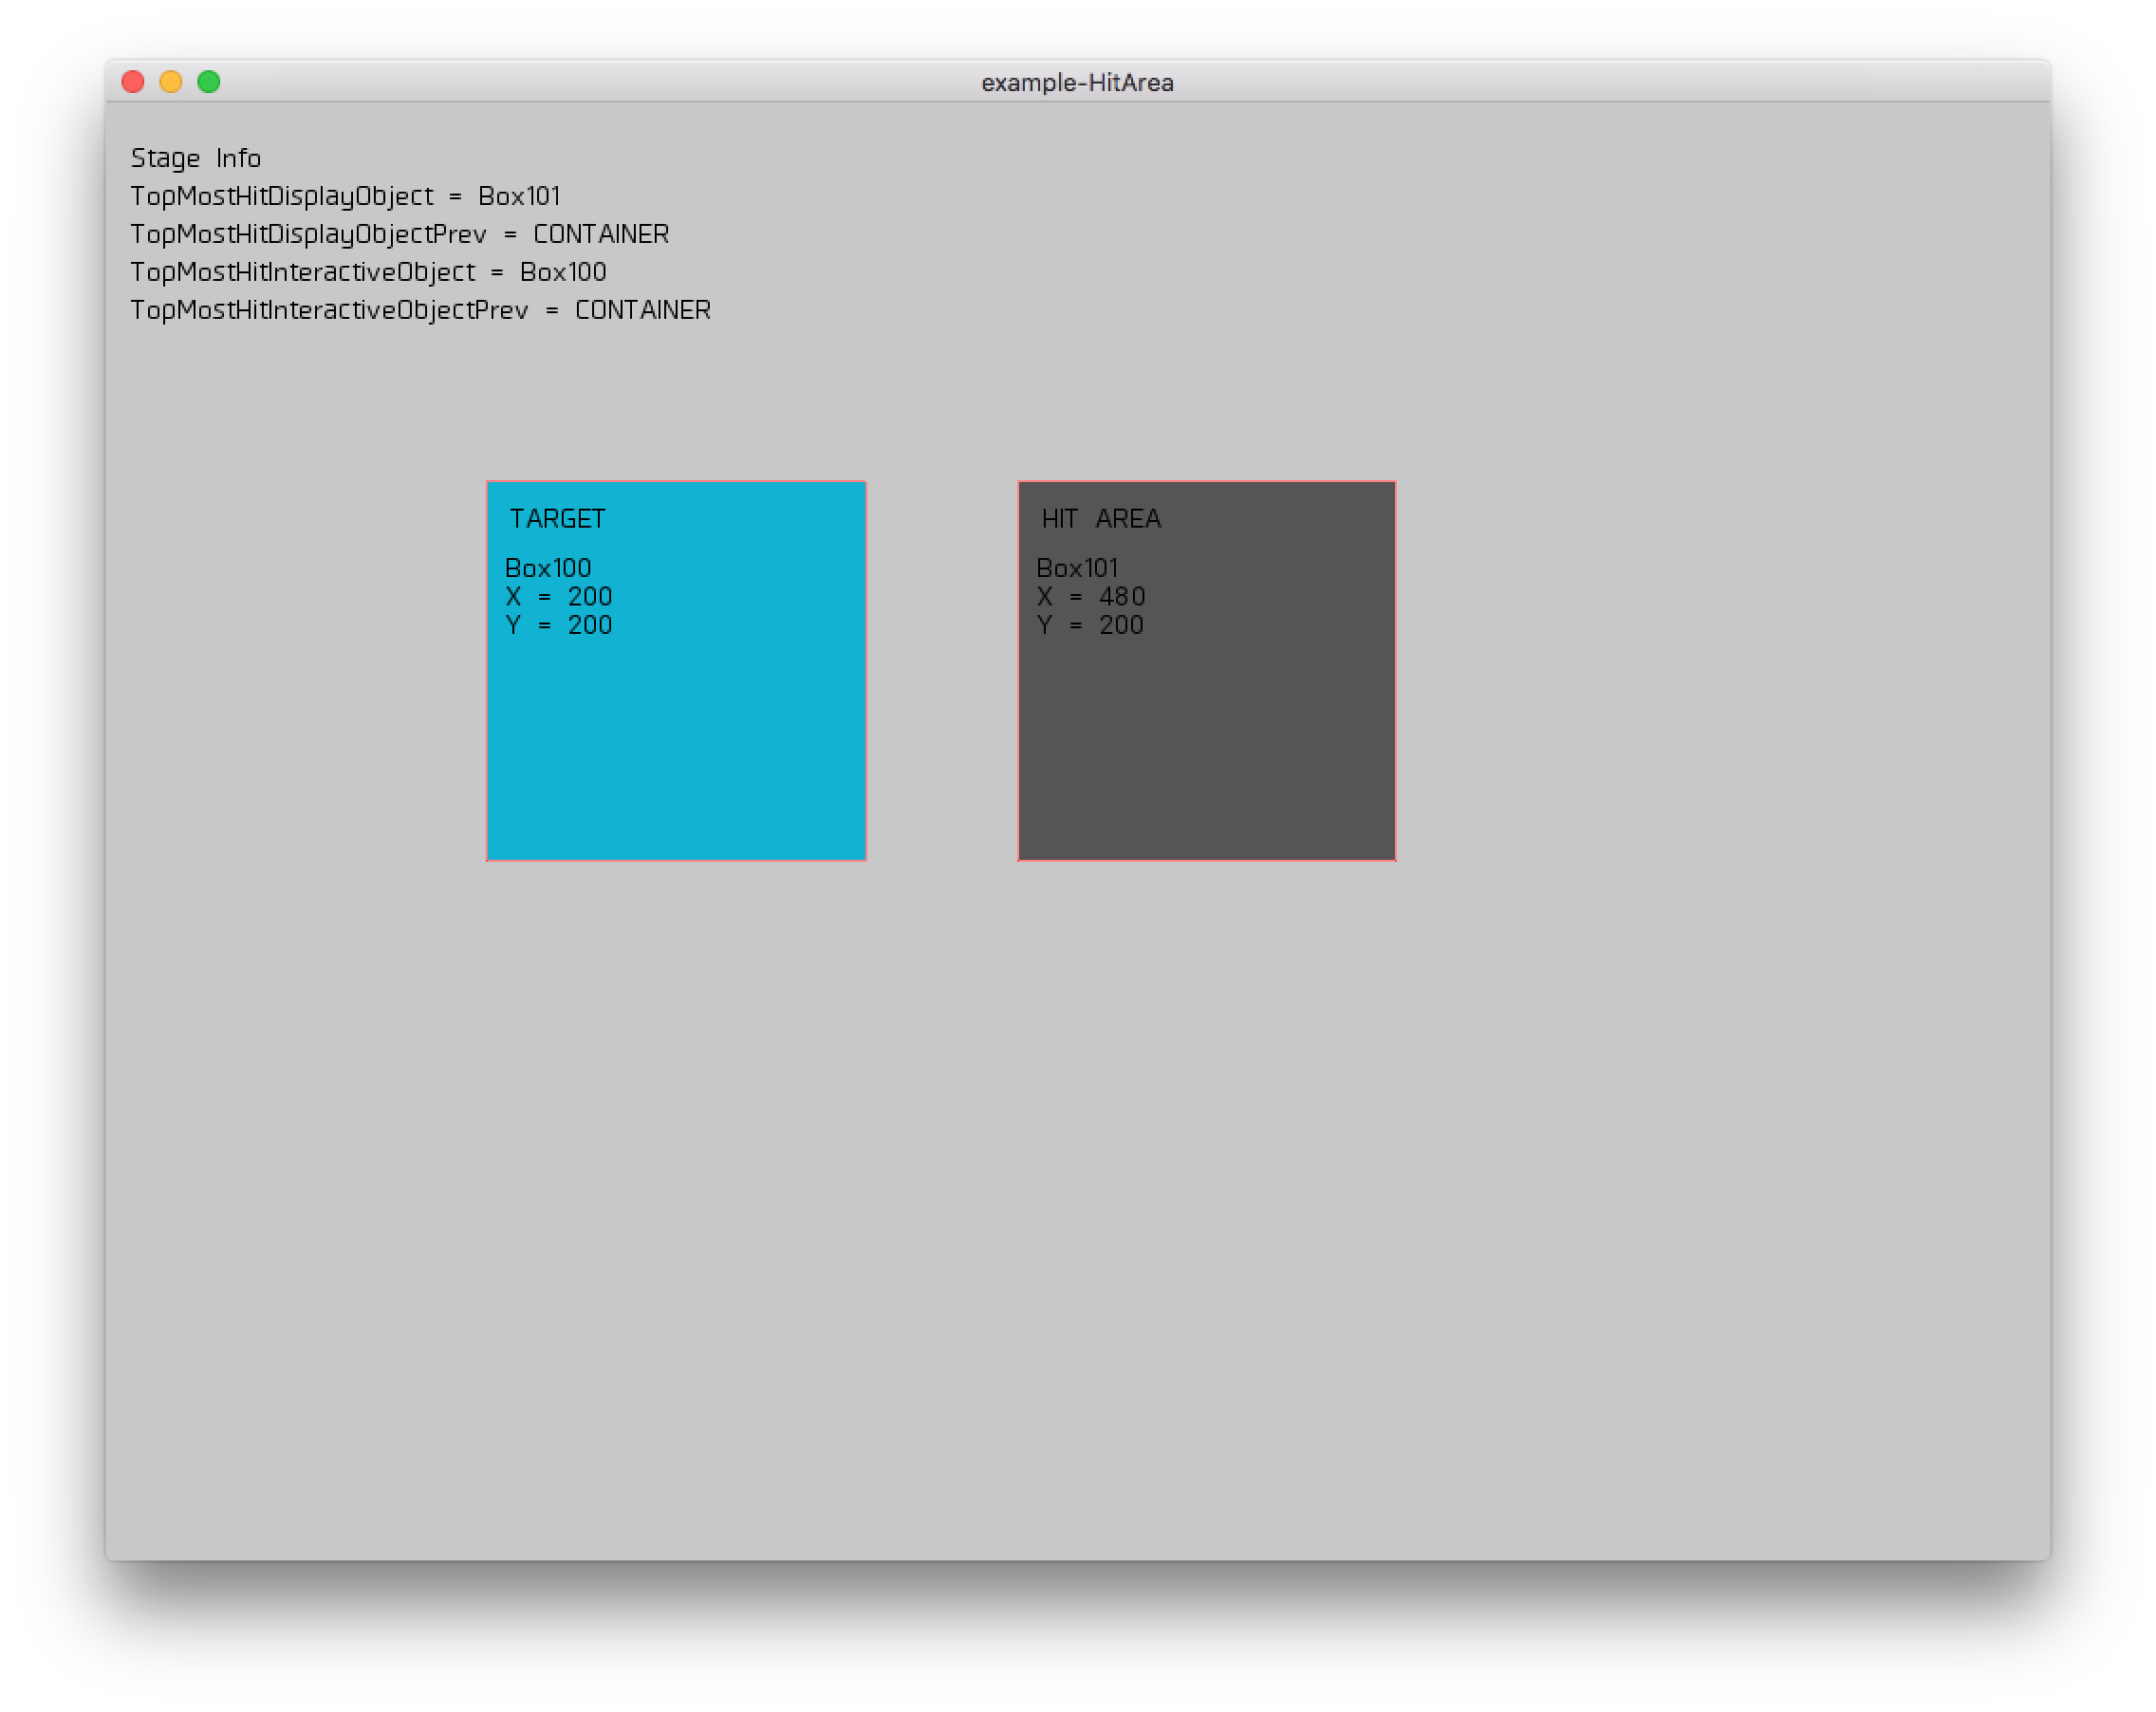 example-HitArea
Stage Info
TopMostHitDisplayObject = Box101
TopMostHitDisplayObjectPrev = CONTAINER
TopMostHitInteractiveObject = Box100
TopMostHitInteractiveObjectPrev = CONTAINER
TARGET
Box100
X = 200
Y = 200
HIT AREA
Box101
X = 480
Y = 200